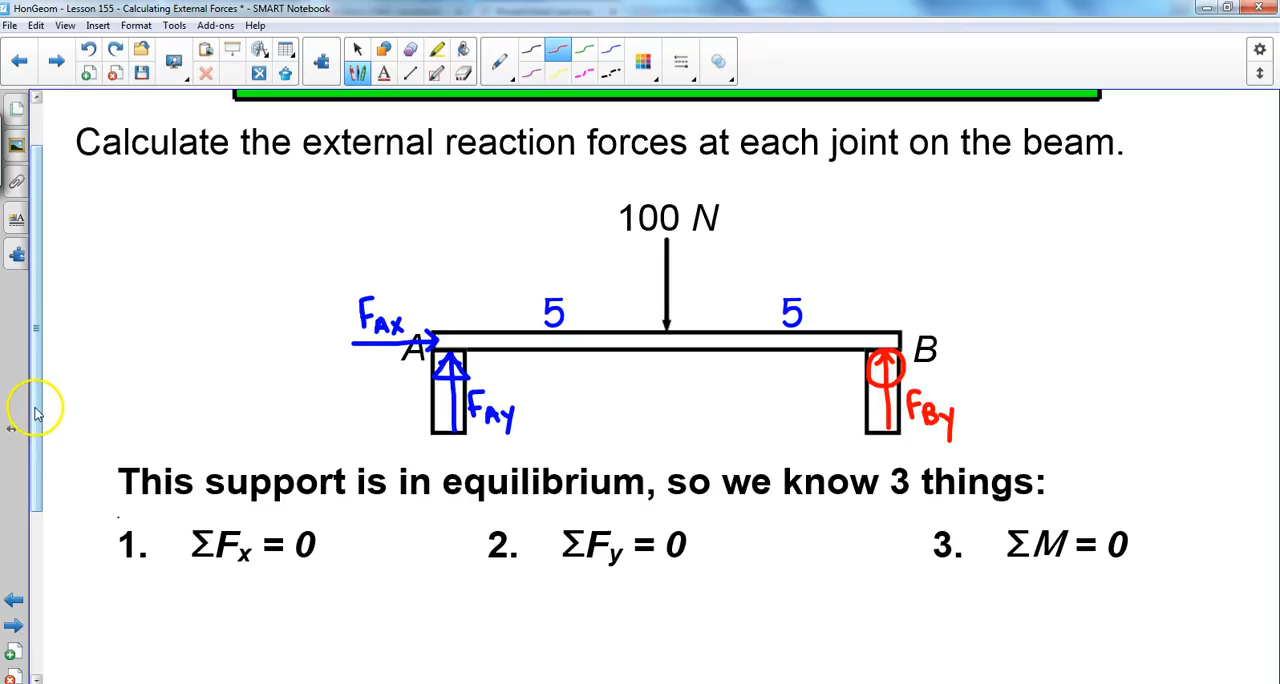 HonGeom - Lesson 155 - Calculating External Forces * - SMART Notebook
File Edit View Insert Format Tools Add-ons Help
Calculate the external reaction forces at each joint on the beam.
100 N
5 5
FAx
A B
FAy FBy
This support is in equilibrium, so we know 3 things:
1. ΣFx = 0 2. ΣFy = 0 3. ΣM = 0